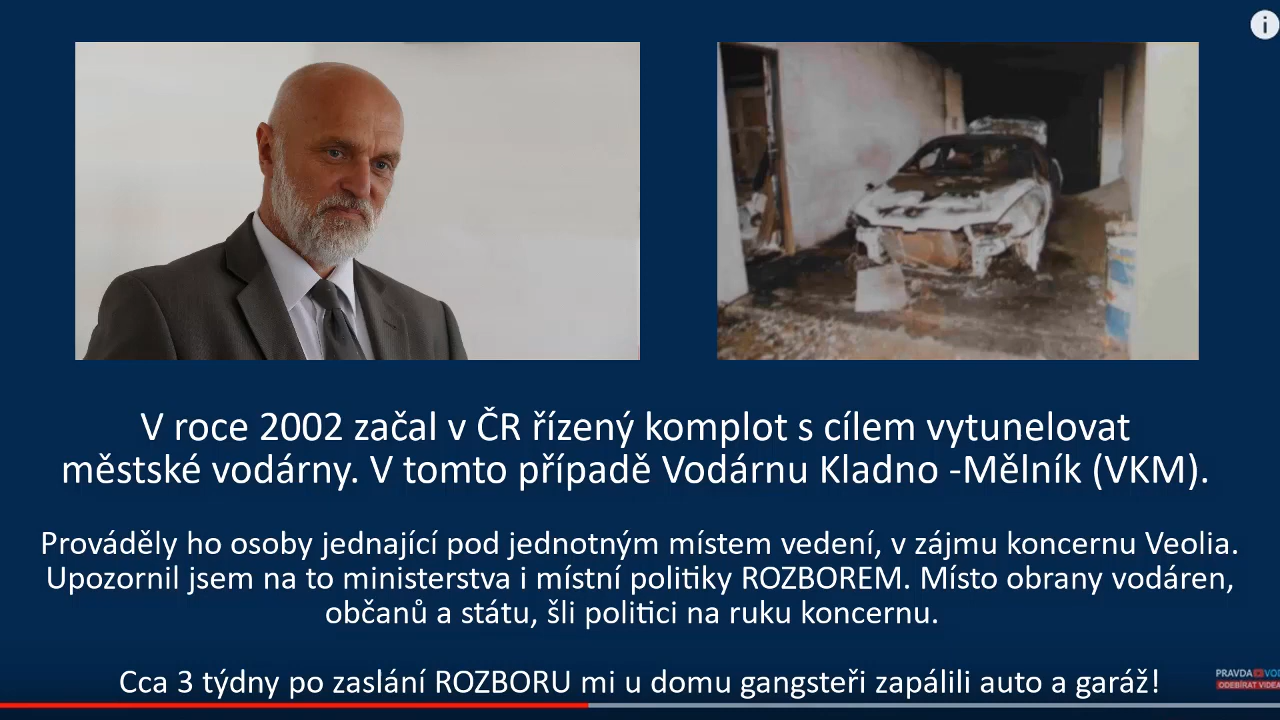 V roce 2002 začal v ČR řízený komplot s cílem vytunelovat
městské vodárny. V tomto případě Vodárnu Kladno -Mělník (VKM).
Prováděly ho osoby jednající pod jednotným místem vedení, v zájmu koncernu Veolia.
Upozornil jsem na to ministerstva i místní politiky ROZBOREM. Místo obrany vodáren,
občanů a státu, šli politici na ruku koncernu.
Cca 3 týdny po zaslání ROZBORU mi u domu gangsteři zapálili auto a garáž!
PRAVDA
ODEBÍRAT